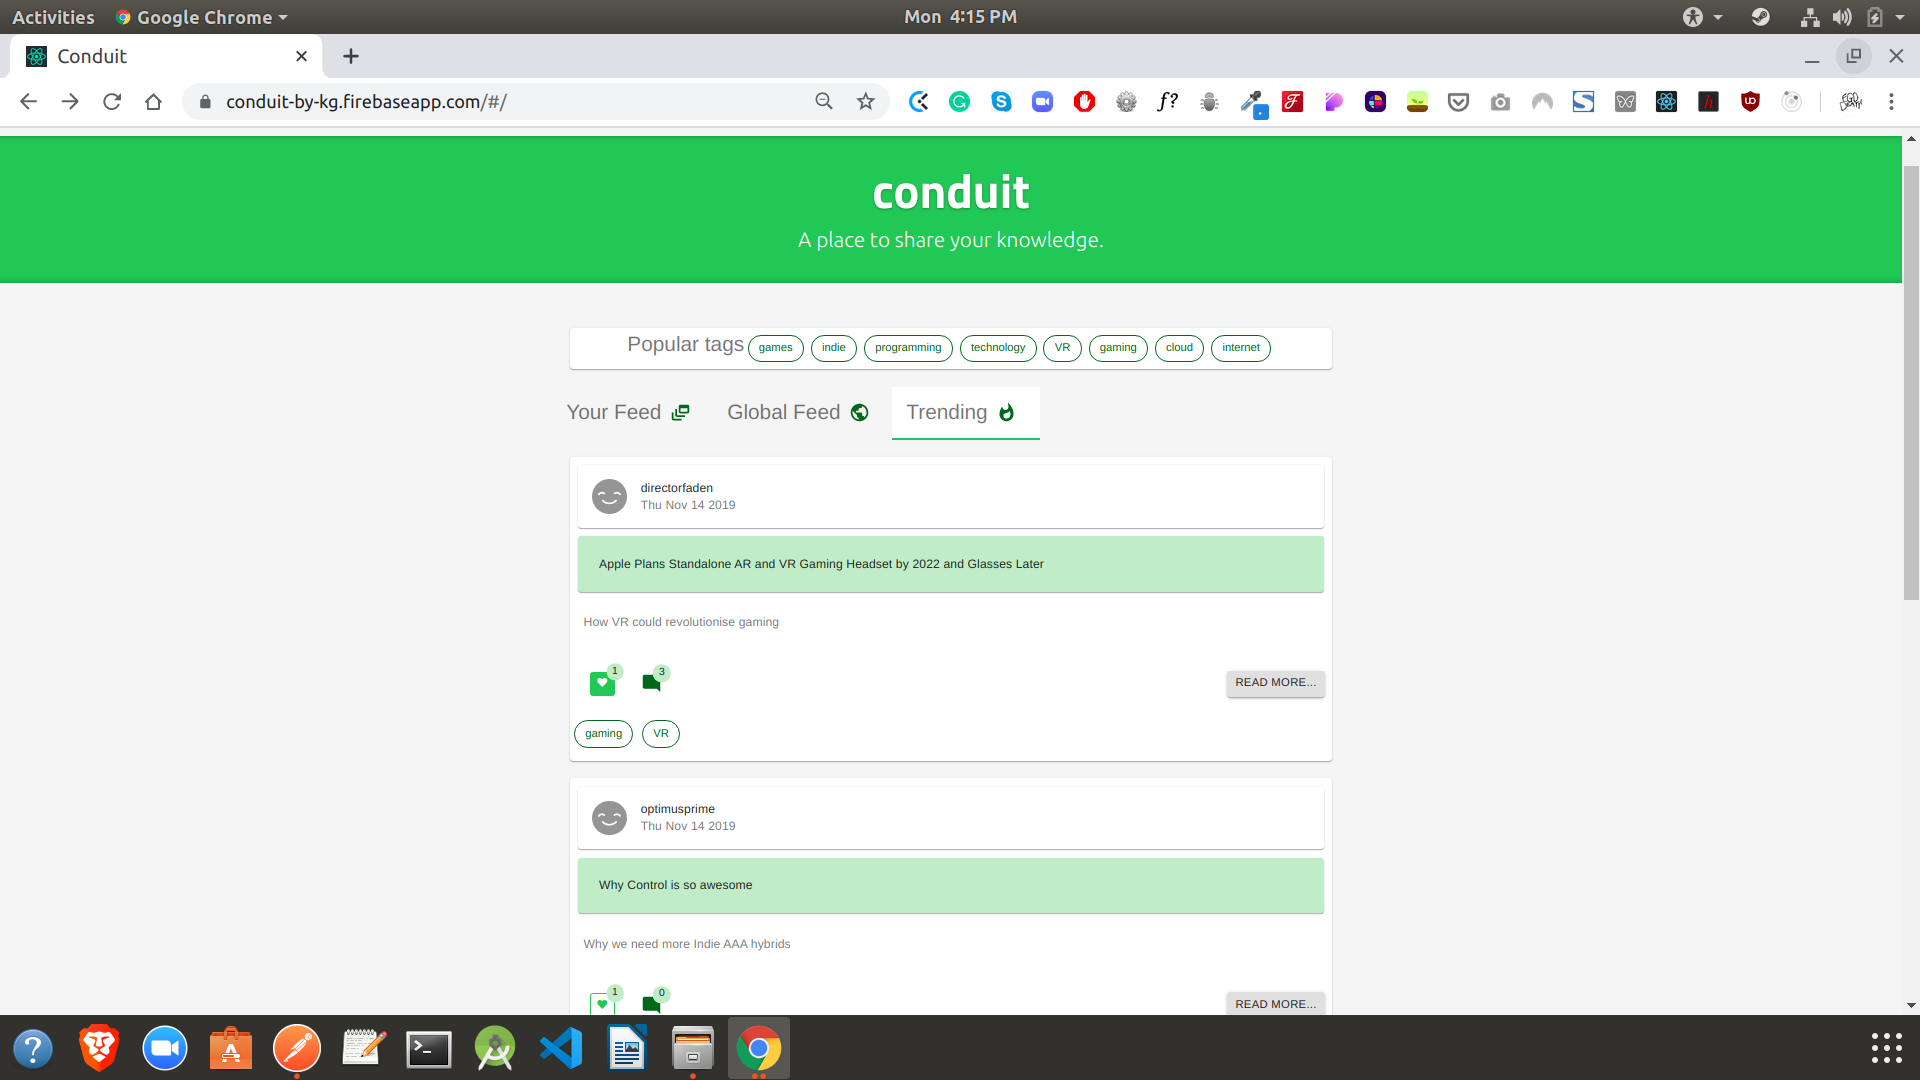 Activities Google Chrome Mon 4:15 PM
Conduit
conduit-by-kg.firebaseapp.com/#/
conduit
A place to share your knowledge.
Popular tags games indie programming technology VR gaming cloud internet
Your Feed Global Feed Trending
directorfaden
Thu Nov 14 2019
Apple Plans Standalone AR and VR Gaming Headset by 2022 and Glasses Later
How VR could revolutionise gaming
1 3 READ MORE...
gaming VR
optimusprime
Thu Nov 14 2019
Why Control is so awesome
Why we need more Indie AAA hybrids
1 0 READ MORE...